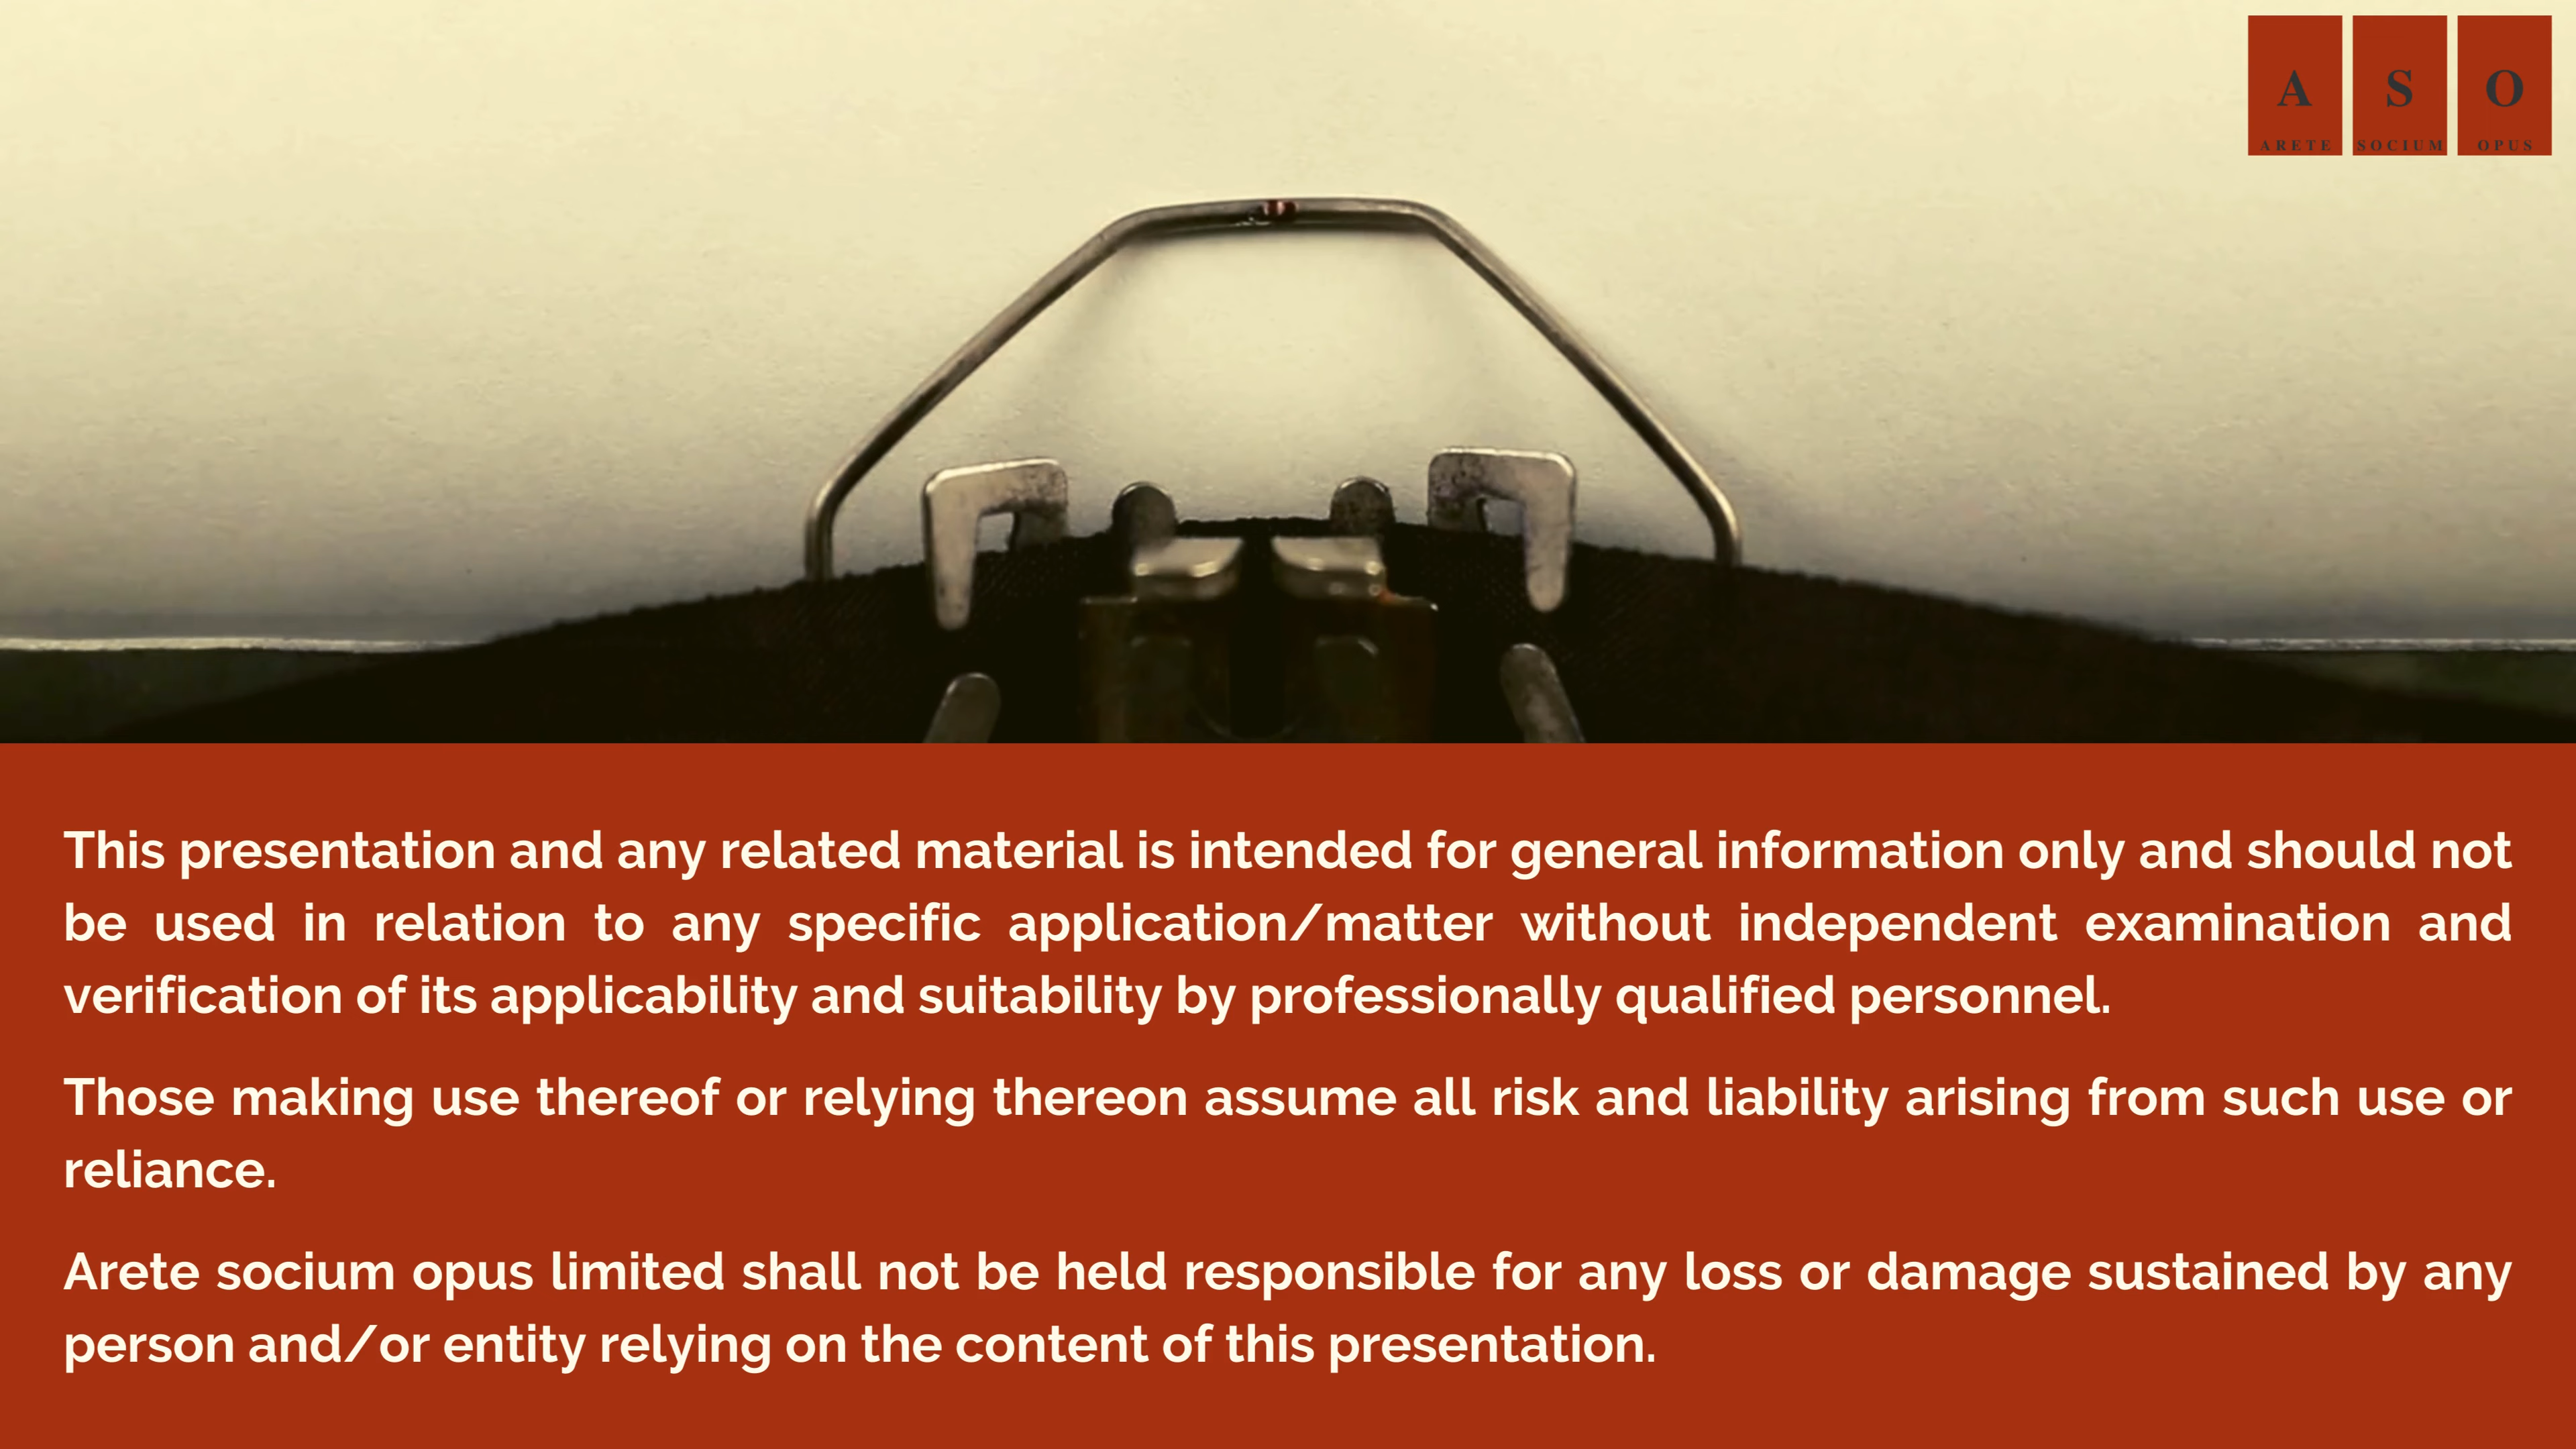 A S O
ARETE SOCIUM OPUS
This presentation and any related material is intended for general information only and should not
be used in relation to any specific application/matter without independent examination and
verification of its applicability and suitability by professionally qualified personnel.
Those making use thereof or relying thereon assume all risk and liability arising from such use or
reliance.
Arete socium opus limited shall not be held responsible for any loss or damage sustained by any
person and/or entity relying on the content of this presentation.